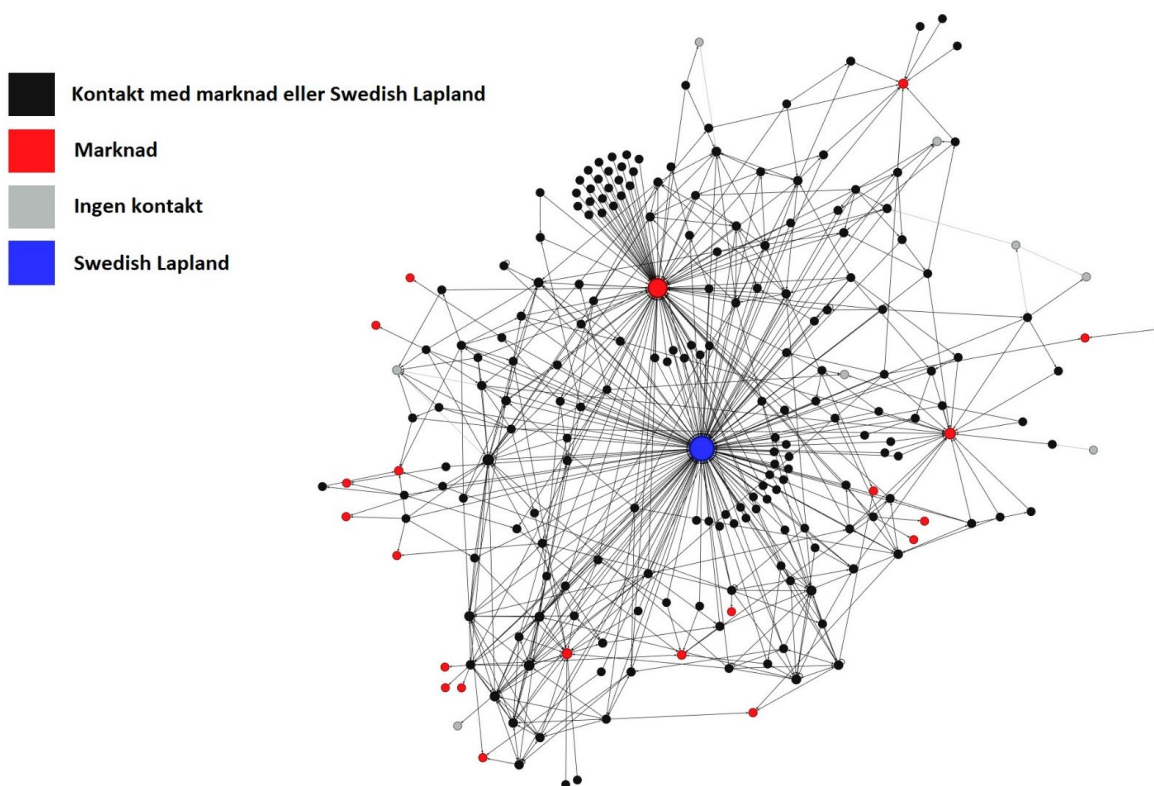 Kontakt med marknad eller Swedish Lapland
Marknad
Ingen kontakt
Swedish Lapland